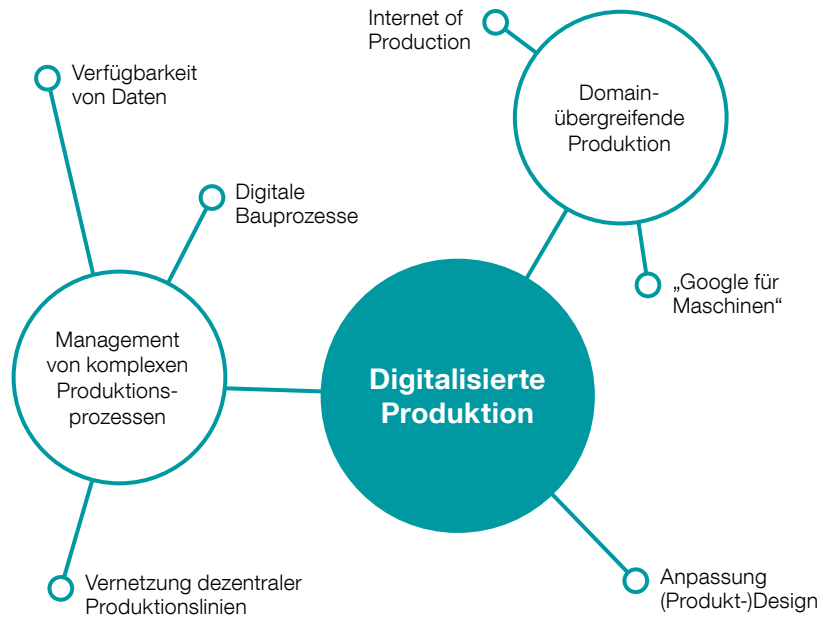 Internet of
Production
Domain-
übergreifende
Produktion
Verfügbarkeit
von Daten
Digitale
Bauprozesse
„Google für
Maschinen“
Management
von komplexen
Produktions-
prozessen
Digitalisierte
Produktion
Vernetzung dezentraler
Produktionslinien
Anpassung
(Produkt-)Design